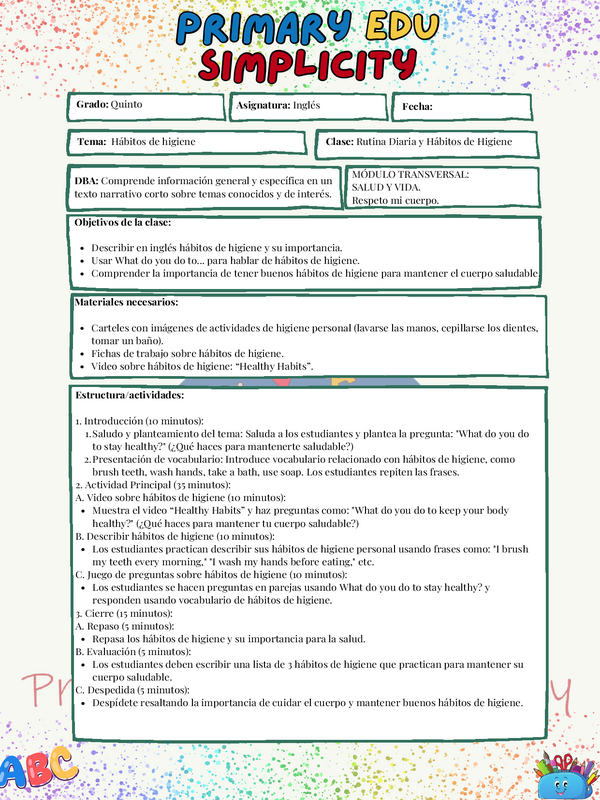 PRIMARY EDU
SIMPLICITY
Grado: Quinto
Asignatura: Inglés
Fecha:
Tema: Hábitos de higiene
Clase: Rutina Diaria y Hábitos de Higiene
DBA: Comprende información general y específica en un
texto narrativo corto sobre temas conocidos y de interés.
MÓDULO TRANSVERSAL:
SALUD Y VIDA.
Respeto mi cuerpo.
Objetivos de la clase:
• Describir en inglés hábitos de higiene y su importancia.
• Usar What do you do to... para hablar de hábitos de higiene.
• Comprender la importancia de tener buenos hábitos de higiene para mantener el cuerpo saludable.
Materiales necesarios:
• Carteles con imágenes de actividades de higiene personal (lavarse las manos, cepillarse los dientes,
tomar un baño).
• Fichas de trabajo sobre hábitos de higiene.
• Video sobre hábitos de higiene: “Healthy Habits”.
Estructura/actividades:
1. Introducción (10 minutos):
1. Saludo y planteamiento del tema: Saluda a los estudiantes y plantea la pregunta: "What do you do
to stay healthy?" (¿Qué haces para mantenerte saludable?)
2. Presentación de vocabulario: Introduce vocabulario relacionado con hábitos de higiene, como
brush teeth, wash hands, take a bath, use soap. Los estudiantes repiten las frases.
2. Actividad Principal (35 minutos):
A. Video sobre hábitos de higiene (10 minutos):
• Muestra el video “Healthy Habits” y haz preguntas como: "What do you do to keep your body
healthy?" (¿Qué haces para mantener tu cuerpo saludable?)
B. Describir hábitos de higiene (10 minutos):
• Los estudiantes practican describir sus hábitos de higiene personal usando frases como: "I brush
my teeth every morning," "I wash my hands before eating," etc.
C. Juego de preguntas sobre hábitos de higiene (10 minutos):
• Los estudiantes se hacen preguntas en parejas usando What do you do to stay healthy? y
responden usando vocabulario de hábitos de higiene.
3. Cierre (15 minutos):
A. Repaso (5 minutos):
• Repasa los hábitos de higiene y su importancia para la salud.
B. Evaluación (5 minutos):
• Los estudiantes deben escribir una lista de 3 hábitos de higiene que practican para mantener su
cuerpo saludable.
C. Despedida (5 minutos):
• Despídete resaltando la importancia de cuidar el cuerpo y mantener buenos hábitos de higiene.
ABC